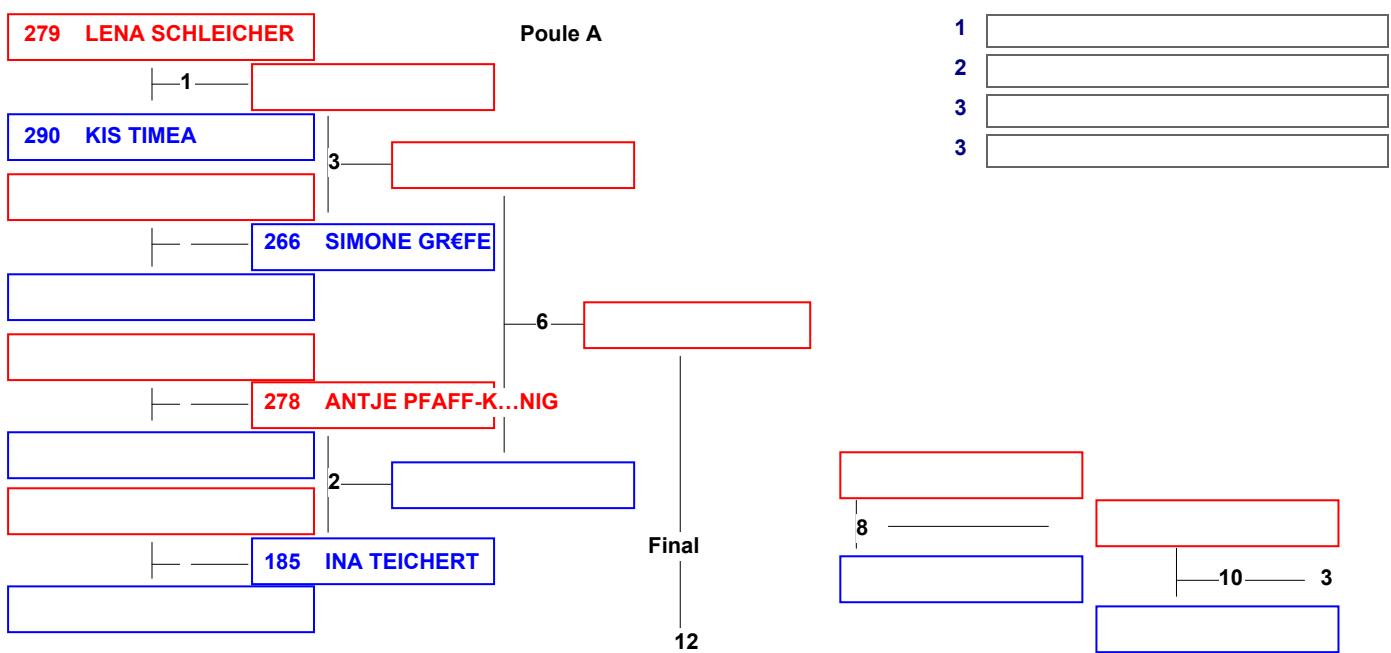 279 LENA SCHLEICHER
Poule A
1
1
2
290 KIS TIMEA
3
3
3
266 SIMONE GR€FE
6
278 ANTJE PFAFF-K…NIG
2
8
Final
185 INA TEICHERT
10 3
12